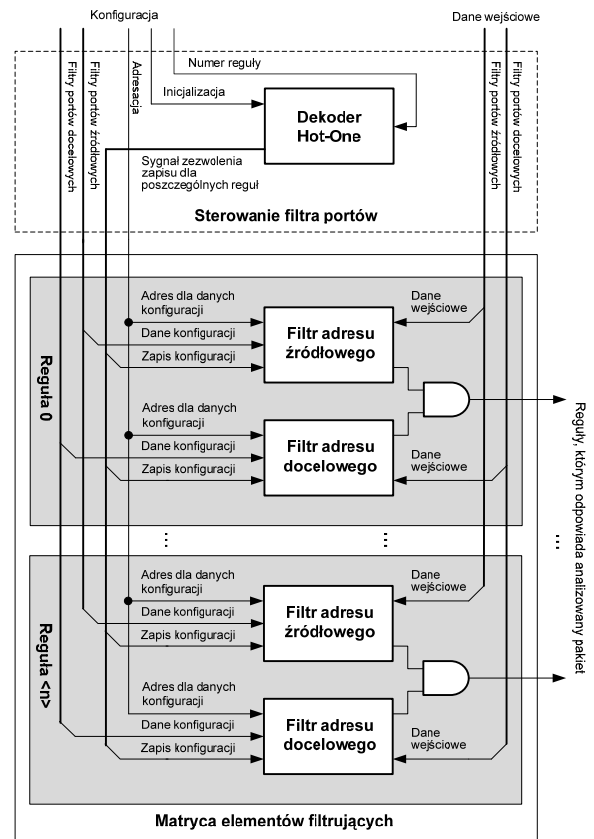 Konfiguracja
Dane wejściowe
Numer reguły
Inicjalizacja
Adresacja
Filtry portów docelowych
Filtry portów źródłowych
Filtry portów źródłowych
Filtry portów docelowych
Dekoder
Hot-One
Sygnał zezwolenia
zapisu dla
poszczególnych reguł
Sterowanie filtra portów
Reguła 0
Adres dla danych
konfiguracji
Dane konfiguracji
Zapis konfiguracji
Filtr adresu
źródłowego
Dane
wejściowe
Adres dla danych
konfiguracji
Dane konfiguracji
Zapis konfiguracji
Filtr adresu
docelowego
Dane
wejściowe
Reguły, którym odpowiada analizowany pakiet
...
...
...
Reguła <n>
Adres dla danych
konfiguracji
Dane konfiguracji
Zapis konfiguracji
Filtr adresu
źródłowego
Dane
wejściowe
Adres dla danych
konfiguracji
Dane konfiguracji
Zapis konfiguracji
Filtr adresu
docelowego
Dane
wejściowe
Matryca elementów filtrujących